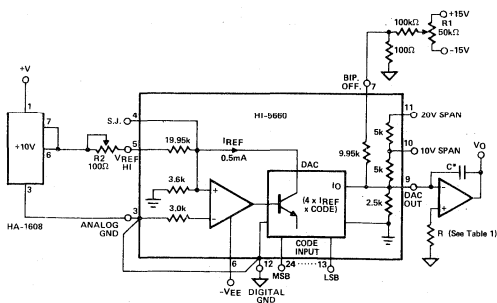 +15V
100kΩ
R1
50kΩ
100Ω
-15V
+V
BIP.
OFF.
7
1
HI-5660
11
20V SPAN
S.J.
4
5k
7
+10V
6
R2
100Ω
VREF
HI
5
19.95k
IREF
0.5mA
9.95k
10
10V SPAN
VO
DAC
5k
C*
IO
9
DAC
OUT
3.6k
+
(4 x IREF
x CODE)
2.5k
-
+
3
HA-1608
ANALOG
GND
3
3.0k
-
CODE
INPUT
R (See Table 1)
6
12
24
13
-VEE
DIGITAL
GND
MSB
LSB